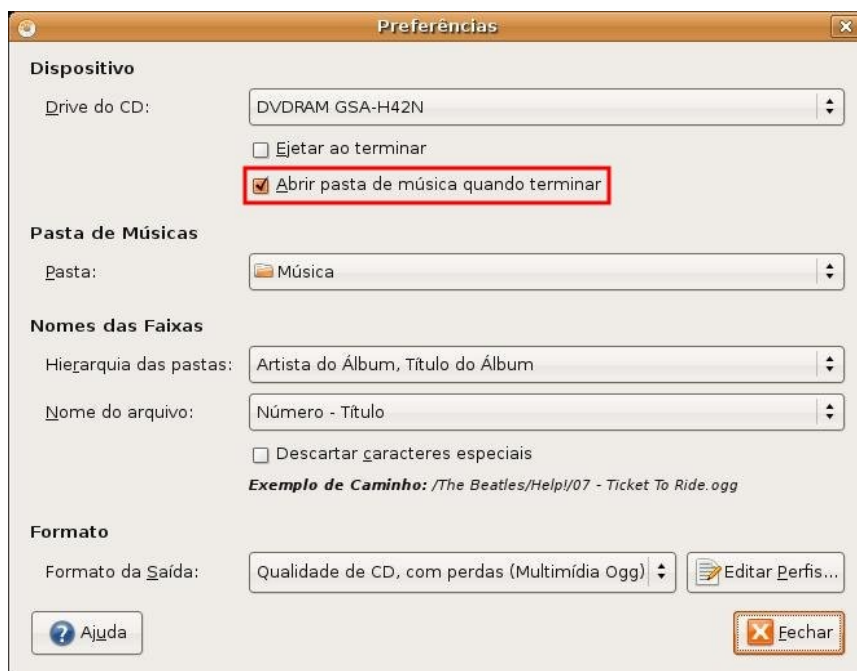 Preferências
Dispositivo
Drive do CD: DVDRAM GSA-H42N
Ejetar ao terminar
Abrir pasta de música quando terminar
Pasta de Músicas
Pasta: Música
Nomes das Faixas
Hierarquia das pastas: Artista do Álbum, Título do Álbum
Nome do arquivo: Número - Título
Descartar caracteres especiais
Exemplo de Caminho: /The Beatles/Help!/07 - Ticket To Ride.ogg
Formato
Formato da Saída: Qualidade de CD, com perdas (Multimídia Ogg) Editar Perfis...
Ajuda Fechar